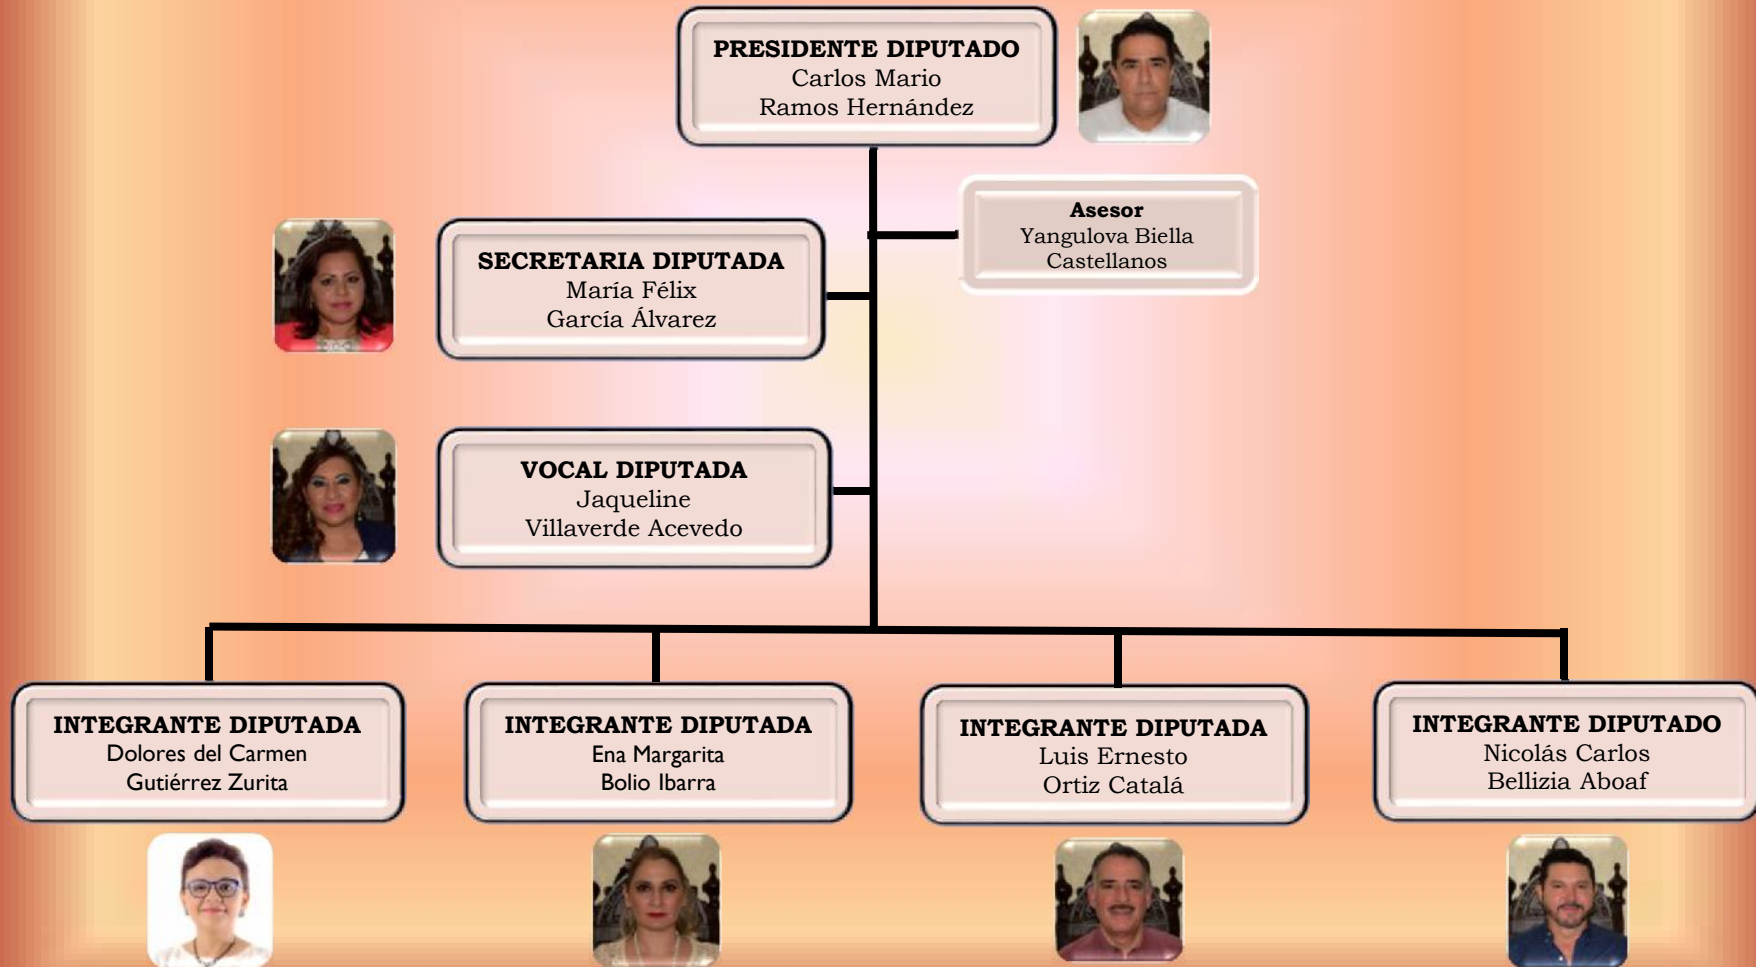 PRESIDENTE DIPUTADO
Carlos Mario
Ramos Hernández
Asesor
Yangulova Biella
Castellanos
SECRETARIA DIPUTADA
María Félix
García Álvarez
VOCAL DIPUTADA
Jaqueline
Villaverde Acevedo
INTEGRANTE DIPUTADA
Dolores del Carmen
Gutiérrez Zurita
INTEGRANTE DIPUTADA
Ena Margarita
Bolio Ibarra
INTEGRANTE DIPUTADA
Luis Ernesto
Ortiz Catalá
INTEGRANTE DIPUTADO
Nicolás Carlos
Bellizia Aboaf